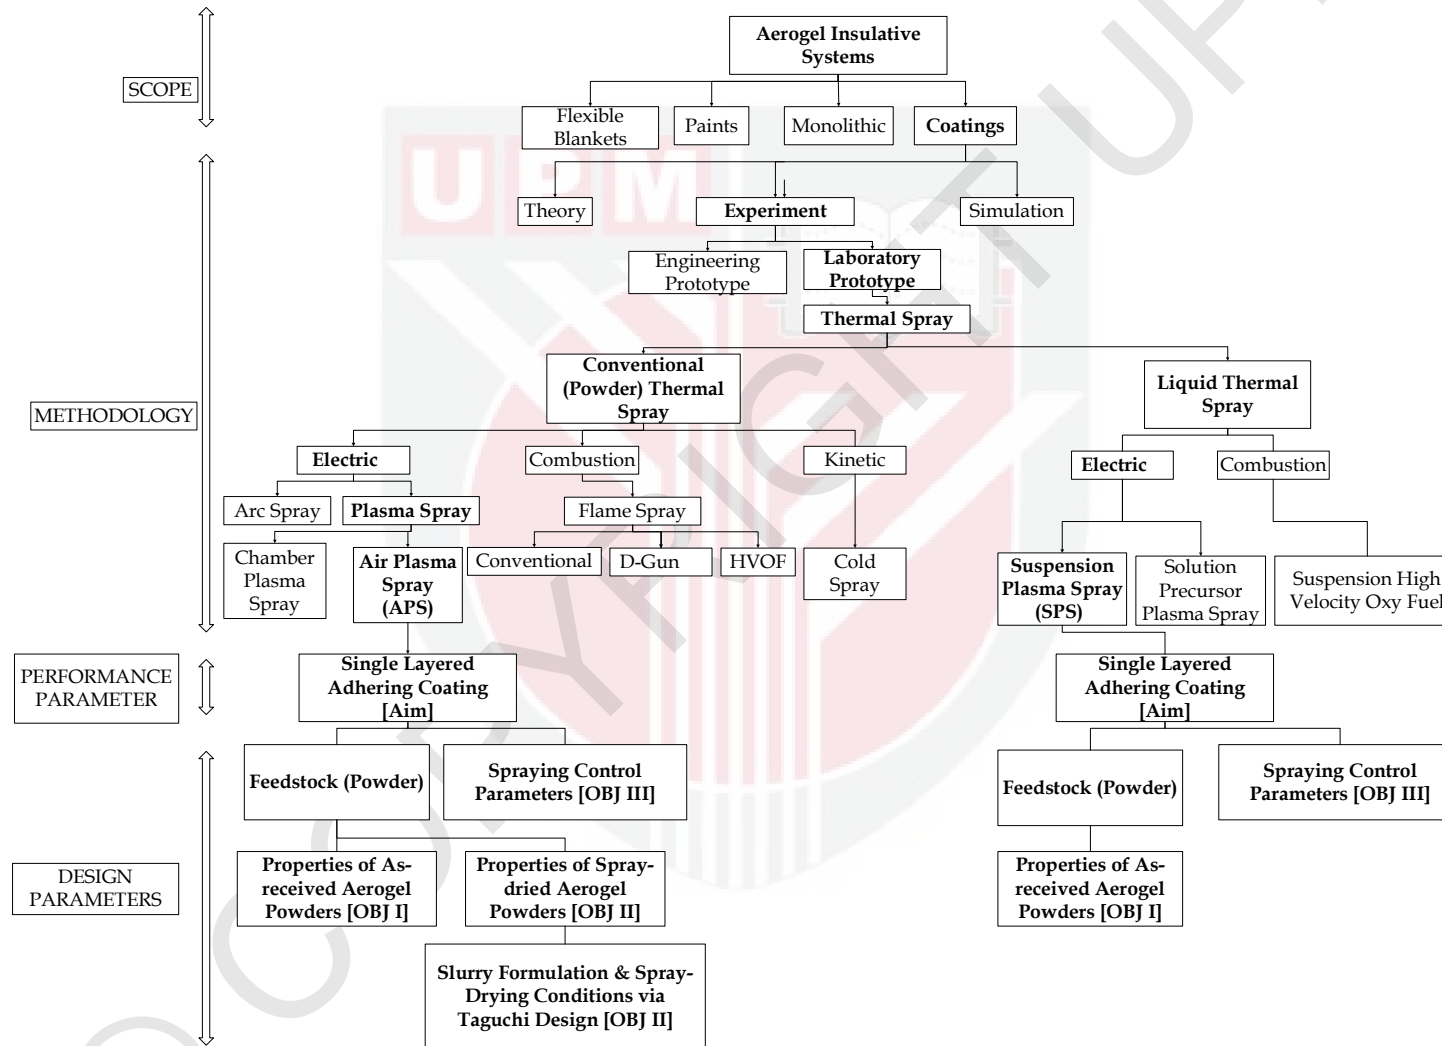 Aerogel Insulative
Systems
SCOPE
Flexible
Blankets
Paints
Monolithic
Coatings
UPM
Theory
Experiment
Simulation
Engineering
Prototype
Laboratory
Prototype
Thermal Spray
METHODOLOGY
Conventional
(Powder) Thermal
Spray
Liquid Thermal
Spray
Electric
Combustion
Kinetic
Electric
Combustion
Arc Spray
Plasma Spray
Flame Spray
Chamber
Plasma
Spray
Air Plasma
Spray
(APS)
Conventional
D-Gun
HVOF
Cold
Spray
Suspension
Plasma Spray
(SPS)
Solution
Precursor
Plasma Spray
Suspension High
Velocity Oxy Fuel
PERFORMANCE
PARAMETER
Single Layered
Adhering Coating
[Aim]
Single Layered
Adhering Coating
[Aim]
DESIGN
PARAMETERS
Feedstock (Powder)
Spraying Control
Parameters [OBJ III]
Feedstock (Powder)
Spraying Control
Parameters [OBJ III]
Properties of As-
received Aerogel
Powders [OBJ I]
Properties of Spray-
dried Aerogel
Powders [OBJ II]
Properties of As-
received Aerogel
Powders [OBJ I]
Slurry Formulation & Spray-
Drying Conditions via
Taguchi Design [OBJ II]
COPYRIGHT UPM